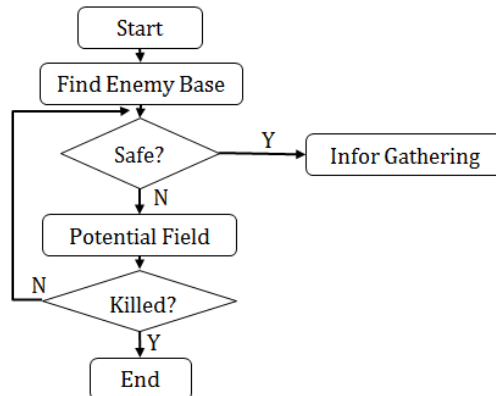 Start
Find Enemy Base
Safe?
Y
Infor Gathering
N
Potential Field
N
Killed?
Y
End